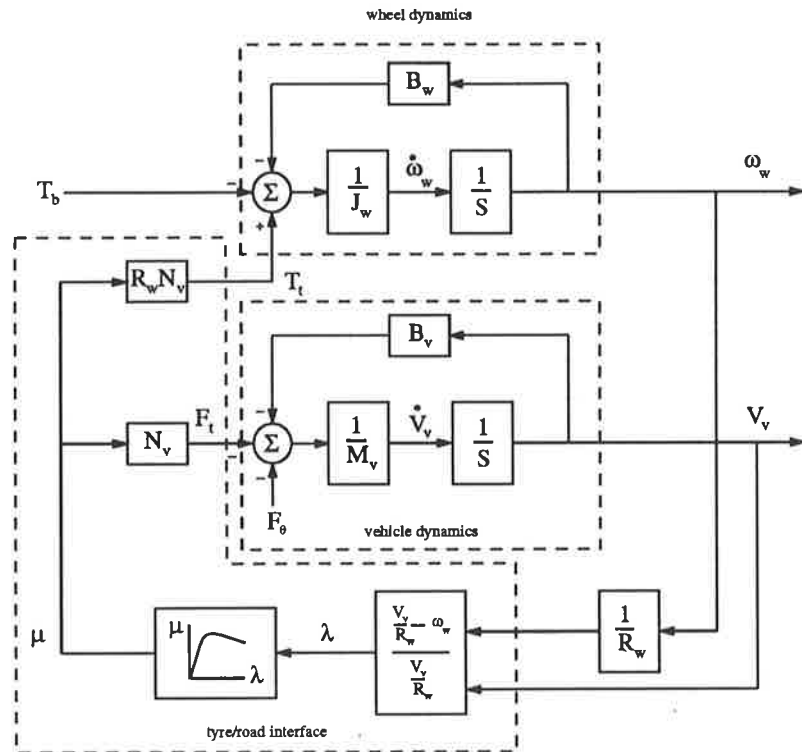 wheel dynamics
B_w
T_b
−
−
Σ
+
1/J_w
ω̇_w
1/S
ω_w
R_wN_v
T_t
B_v
N_v
F_t
−
−
−
Σ
F_θ
1/M_v
V̇_v
1/S
V_v
vehicle dynamics
μ
μ
λ
λ
V_v/R_w − ω_w
V_v/R_w
1/R_w
tyre/road interface